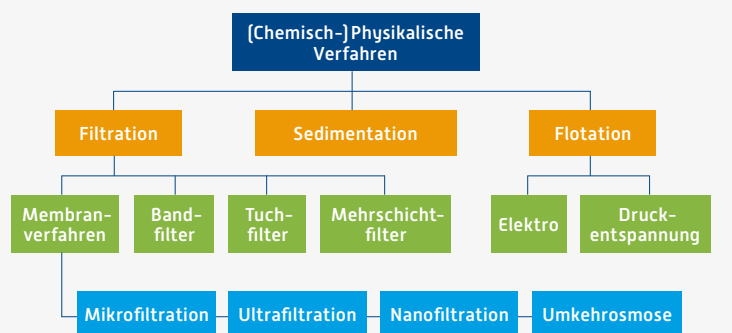 (Chemisch-) Physikalische
Verfahren
Filtration
Sedimentation
Flotation
Membran-
verfahren
Band-
filter
Tuch-
filter
Mehrschicht-
filter
Elektro
Druck-
entspannung
Mikrofiltration
Ultrafiltration
Nanofiltration
Umkehrosmose